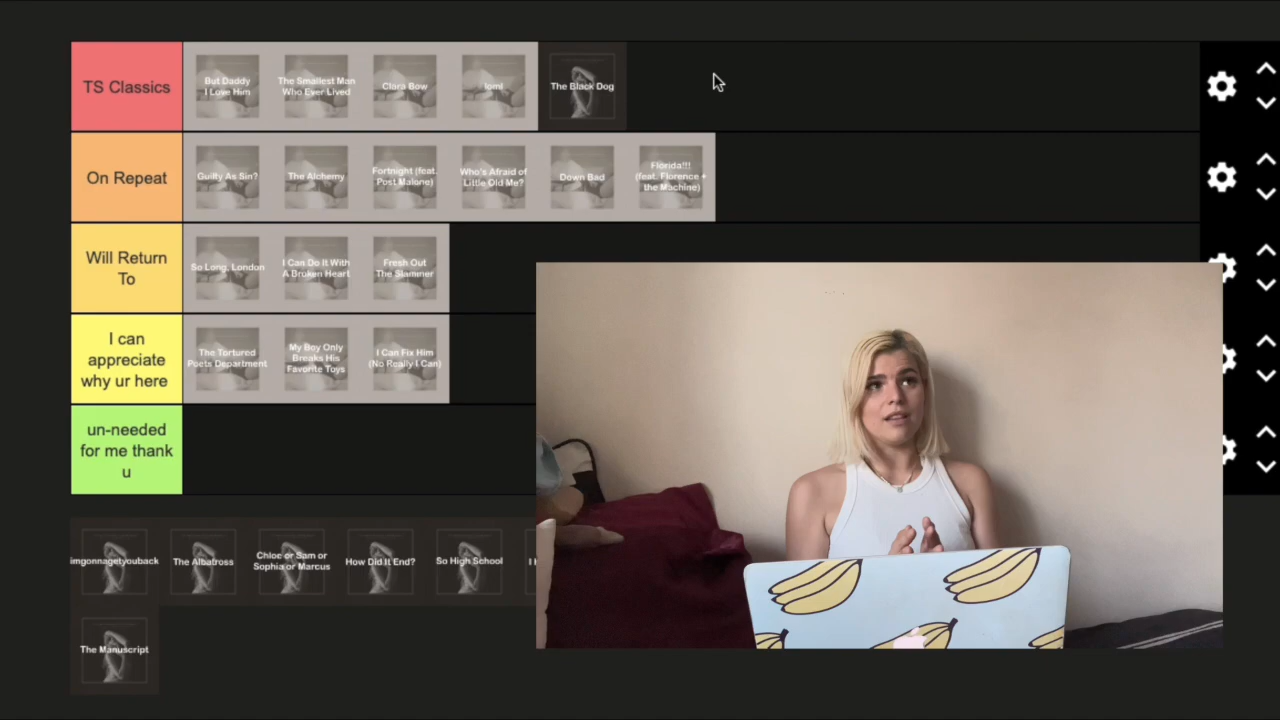 TS Classics
But Daddy
I Love Him
The Smallest Man
Who Ever Lived
Clara Bow
loml
The Black Dog
On Repeat
Guilty As Sin?
The Alchemy
Fortnight (feat.
Post Malone)
Who's Afraid of
Little Old Me?
Down Bad
Florida!!!
(feat. Florence +
the Machine)
Will Return
To
So Long, London
I Can Do It With
A Broken Heart
Fresh Out
The Slammer
I can
appreciate
why ur here
The Tortured
Poets Department
My Boy Only
Breaks His
Favorite Toys
I Can Fix Him
(No Really I Can)
un-needed
for me thank
u
imgonnagetyouback
The Albatross
Chloe or Sam or
Sophia or Marcus
How Did It End?
So High School
The Manuscript